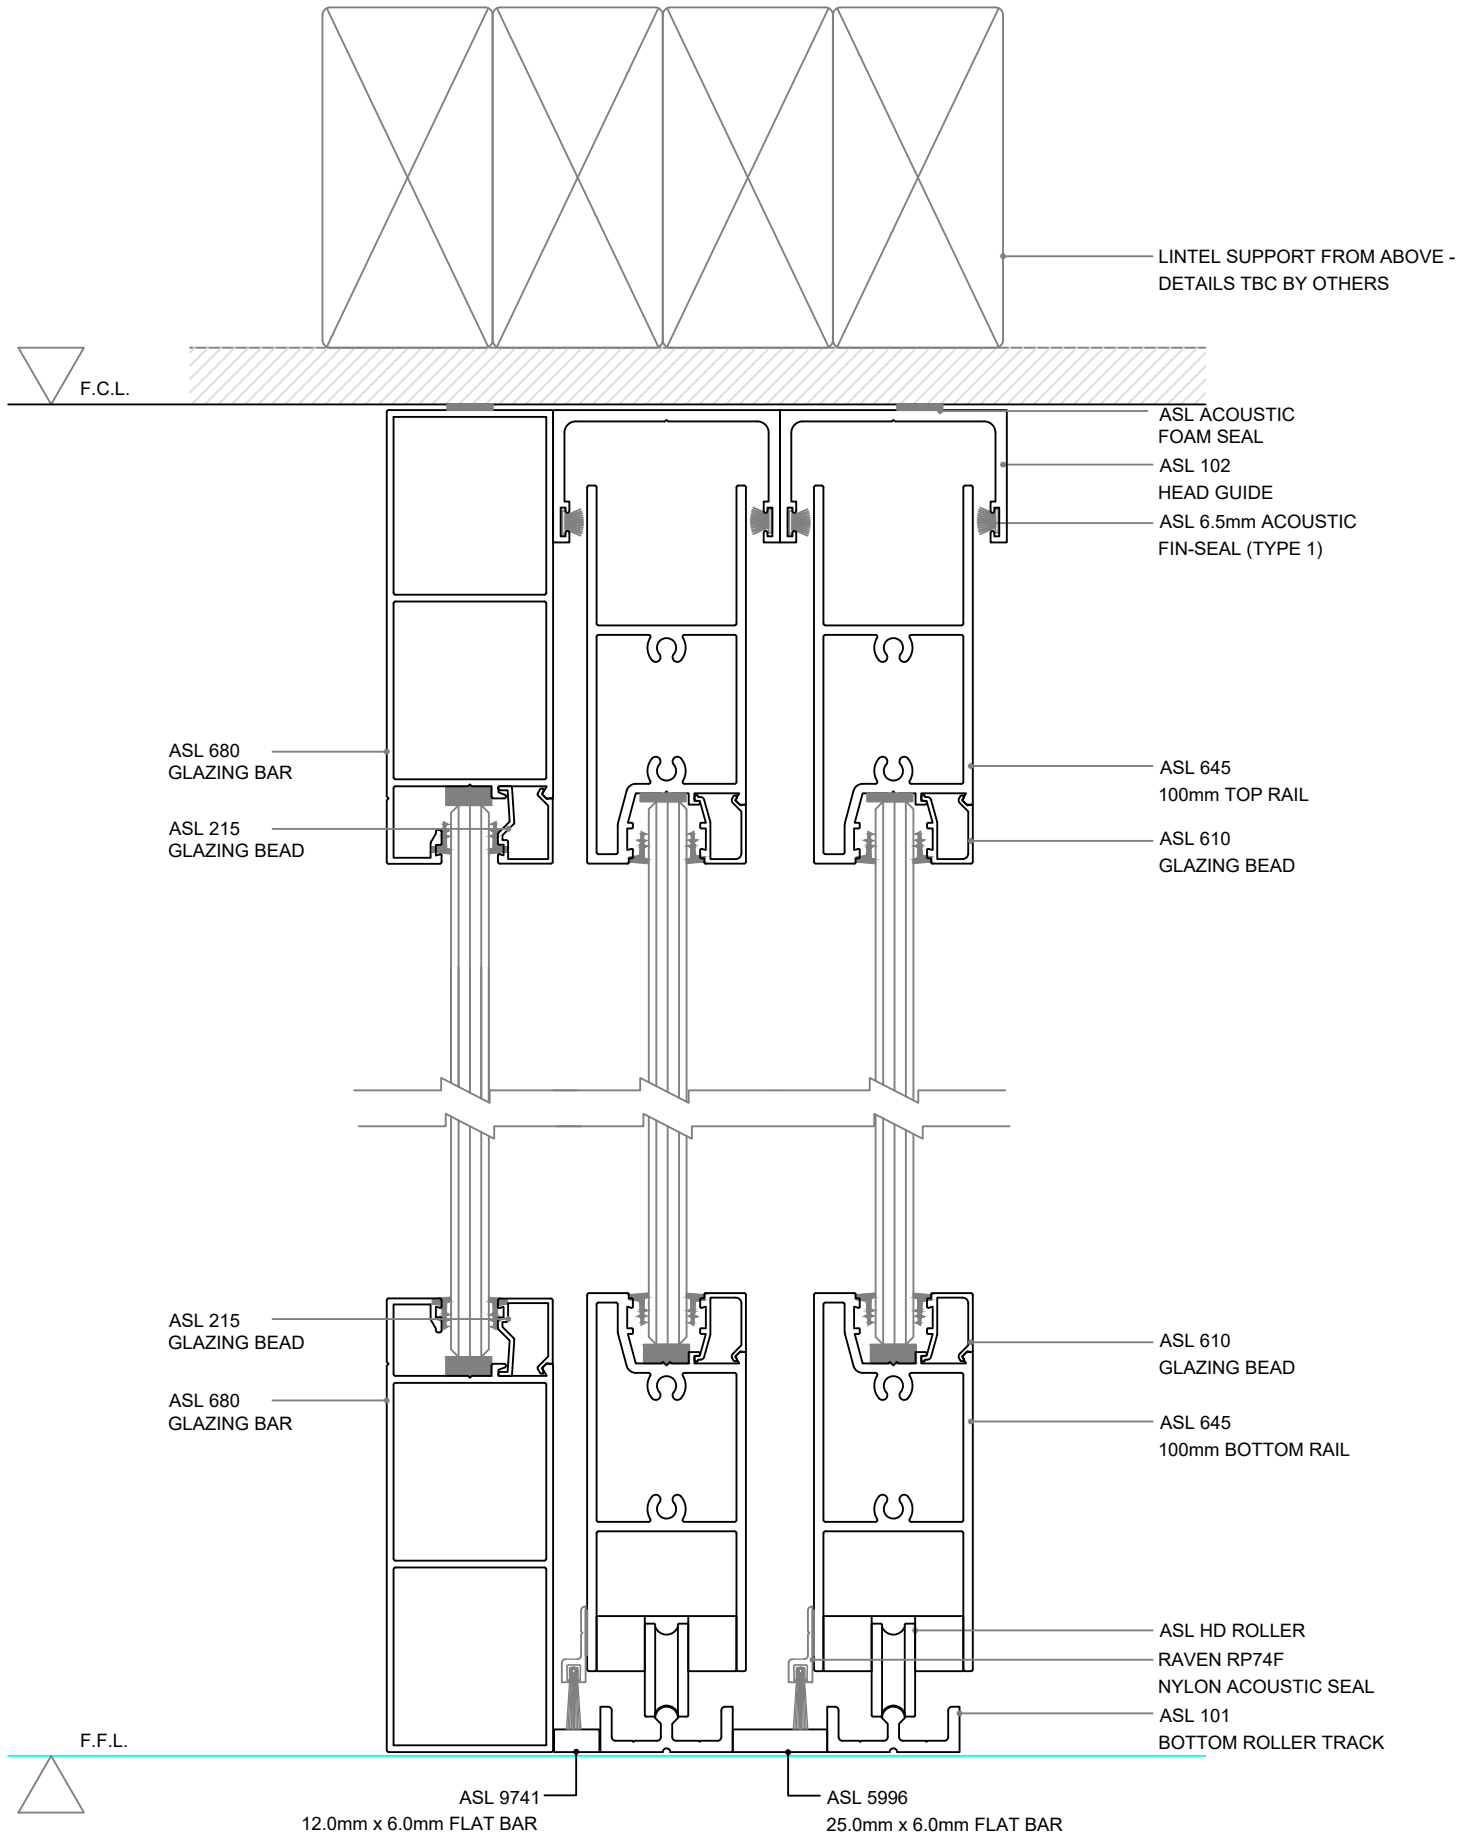 LINTEL SUPPORT FROM ABOVE -
DETAILS TBC BY OTHERS
F.C.L.
ASL ACOUSTIC
FOAM SEAL
ASL 102
HEAD GUIDE
ASL 6.5mm ACOUSTIC
FIN-SEAL (TYPE 1)
ASL 680
GLAZING BAR
ASL 645
100mm TOP RAIL
ASL 215
GLAZING BEAD
ASL 610
GLAZING BEAD
ASL 215
GLAZING BEAD
ASL 610
GLAZING BEAD
ASL 680
GLAZING BAR
ASL 645
100mm BOTTOM RAIL
ASL HD ROLLER
RAVEN RP74F
NYLON ACOUSTIC SEAL
ASL 101
BOTTOM ROLLER TRACK
F.F.L.
ASL 9741
12.0mm x 6.0mm FLAT BAR
ASL 5996
25.0mm x 6.0mm FLAT BAR